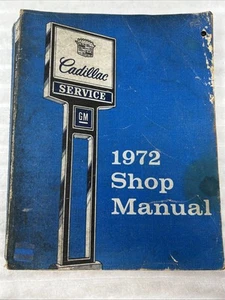 Cadillac
SERVICE
GM
1972
Shop
Manual